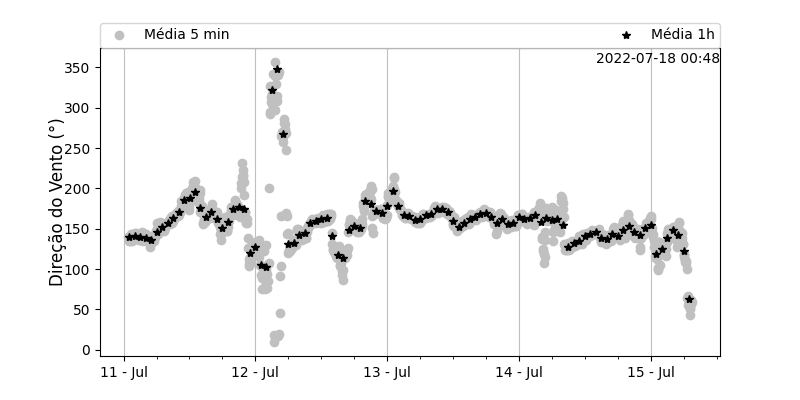 Média 5 min
Média 1h
2022-07-18 00:48
Direção do Vento (°)
350
300
250
200
150
100
50
0
11 - Jul
12 - Jul
13 - Jul
14 - Jul
15 - Jul